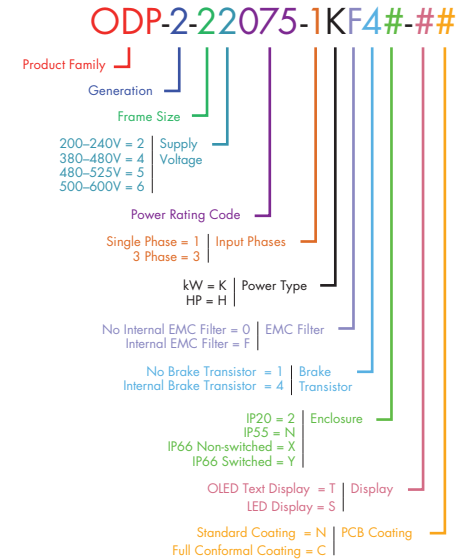 ODP-2-22075-1KF4#-##
Product Family
Generation
Frame Size
200–240V = 2 | Supply
380–480V = 4 | Voltage
480–525V = 5
500–600V = 6
Power Rating Code
Single Phase = 1 | Input Phases
3 Phase = 3
kW = K | Power Type
HP = H
No Internal EMC Filter = 0 | EMC Filter
Internal EMC Filter = F
No Brake Transistor = 1 | Brake
Internal Brake Transistor = 4 | Transistor
IP20 = 2 | Enclosure
IP55 = N
IP66 Non-switched = X
IP66 Switched = Y
OLED Text Display = T | Display
LED Display = S
Standard Coating = N | PCB Coating
Full Conformal Coating = C